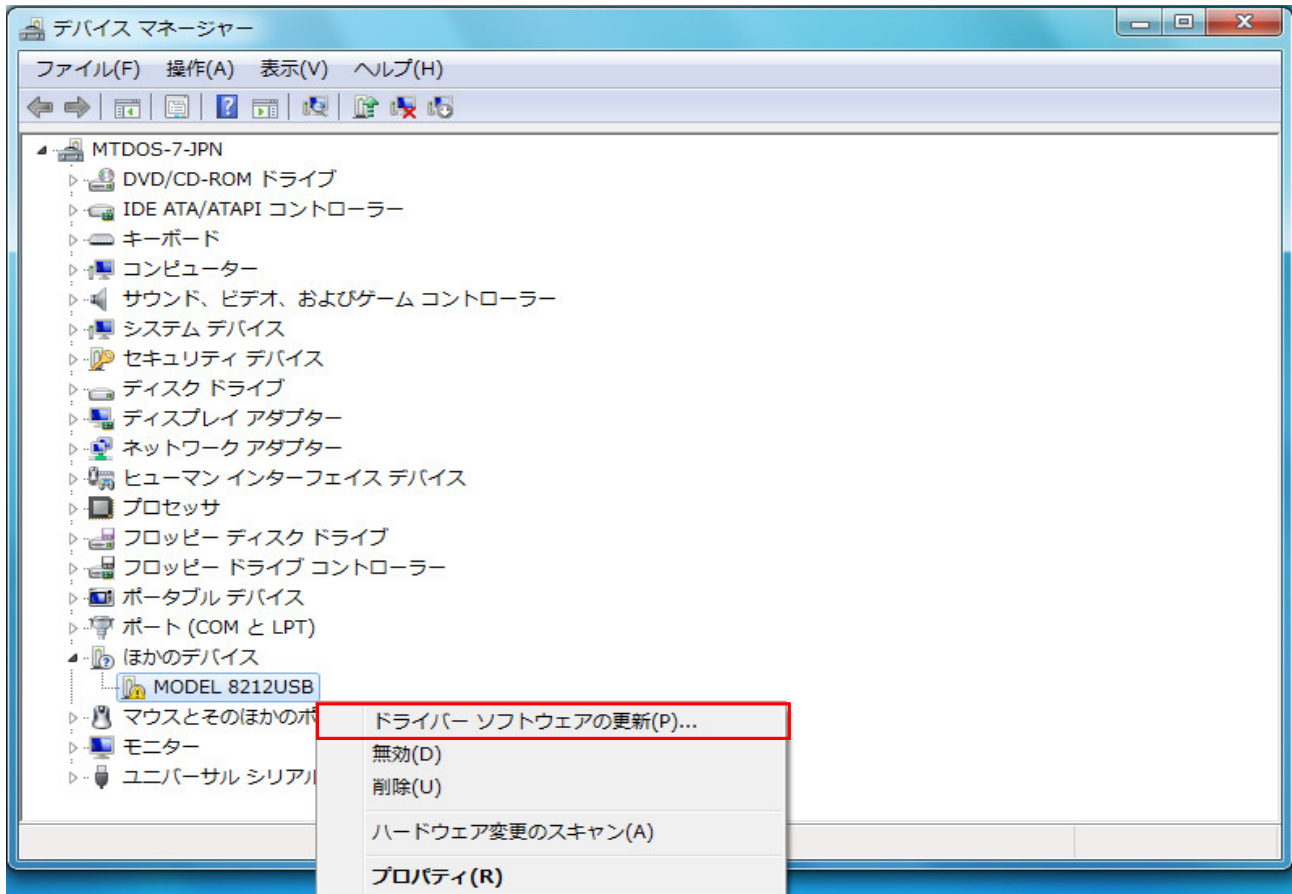 デバイス マネージャー
ファイル(F) 操作(A) 表示(V) ヘルプ(H)
MTDOS-7-JPN
DVD/CD-ROM ドライブ
IDE ATA/ATAPI コントローラー
キーボード
コンピューター
サウンド、ビデオ、およびゲーム コントローラー
システム デバイス
セキュリティ デバイス
ディスク ドライブ
ディスプレイ アダプター
ネットワーク アダプター
ヒューマン インターフェイス デバイス
プロセッサ
フロッピー ディスク ドライブ
フロッピー ドライブ コントローラー
ポータブル デバイス
ポート (COM と LPT)
ほかのデバイス
MODEL 8212USB
マウスとそのほかのポ
モニター
ユニバーサル シリアル
ドライバー ソフトウェアの更新(P)...
無効(D)
削除(U)
ハードウェア変更のスキャン(A)
プロパティ(R)